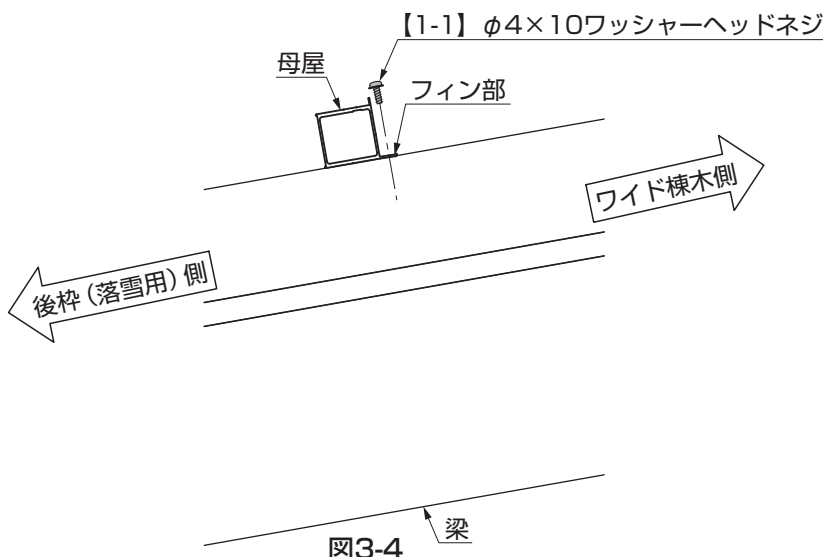 【1-1】φ4×10ワッシャーヘッドネジ
母屋
フィン部
ワイド棟木側
後枠（落雪用）側
梁
図3-4